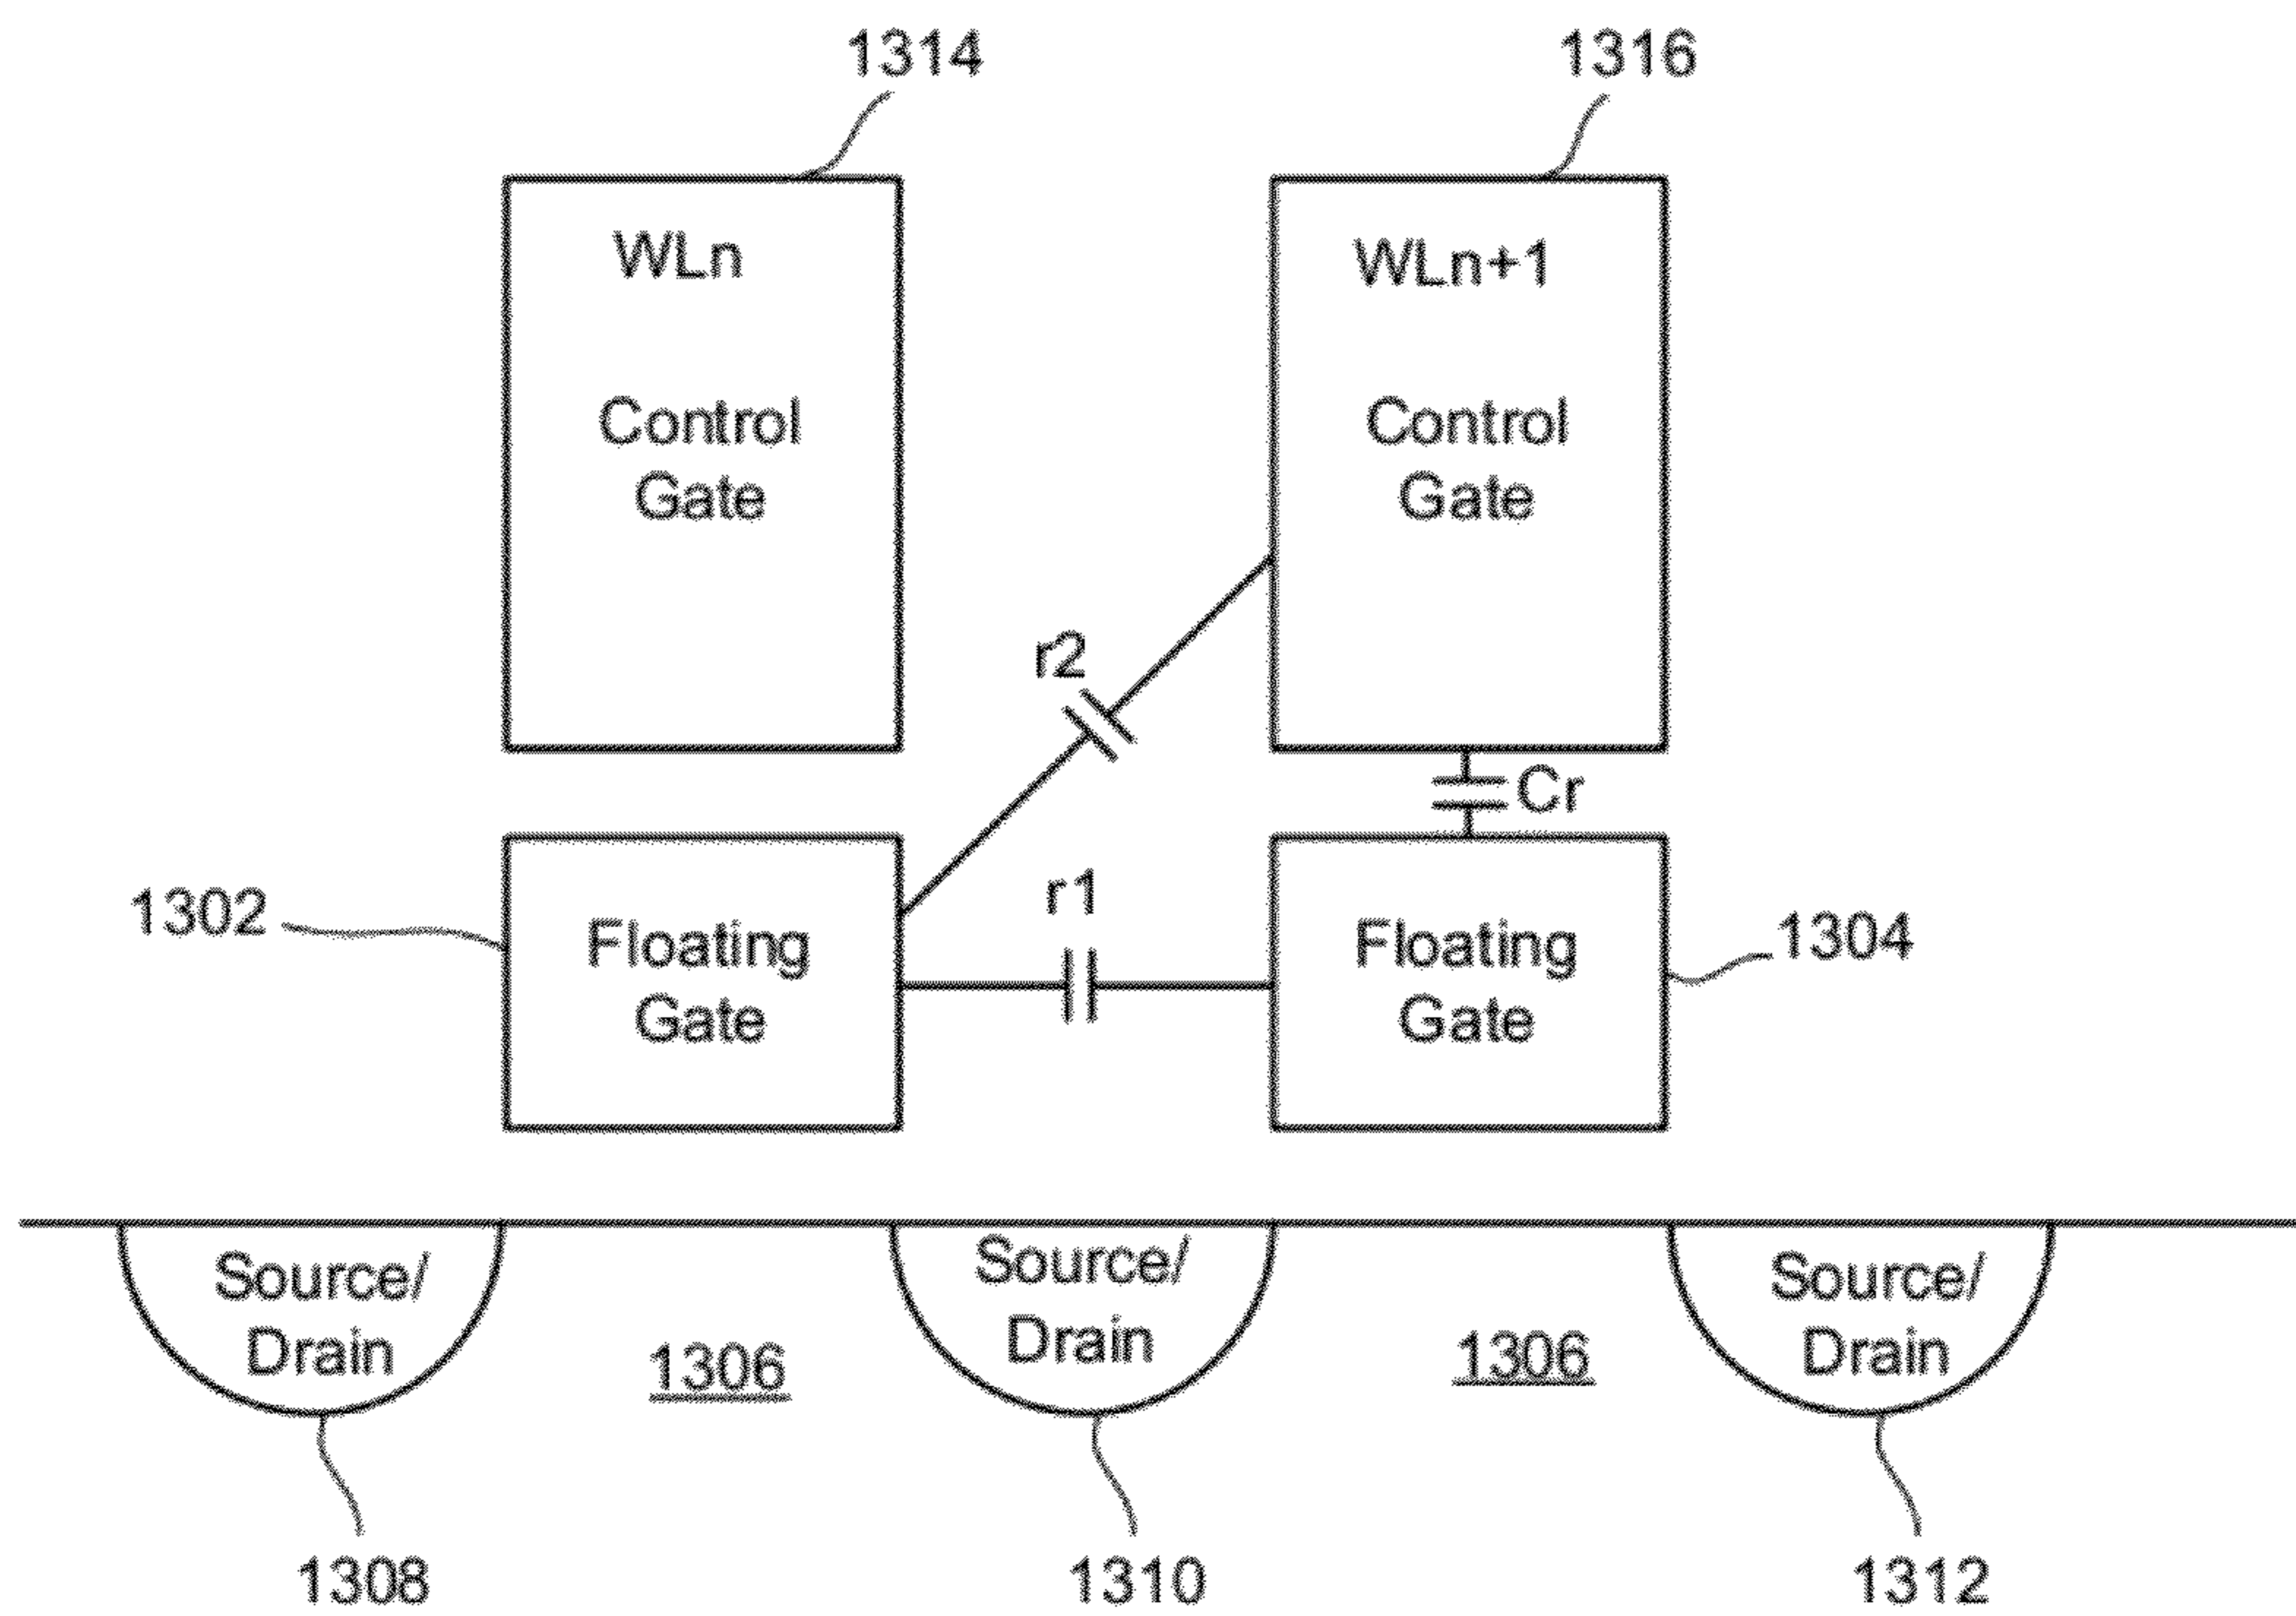 1314
1316
WLn
WLn+1
Control
Gate
Control
Gate
r2
Cr
r1
1302
Floating
Gate
Floating
Gate
1304
Source/
Drain
Source/
Drain
Source/
Drain
1306
1306
1308
1310
1312